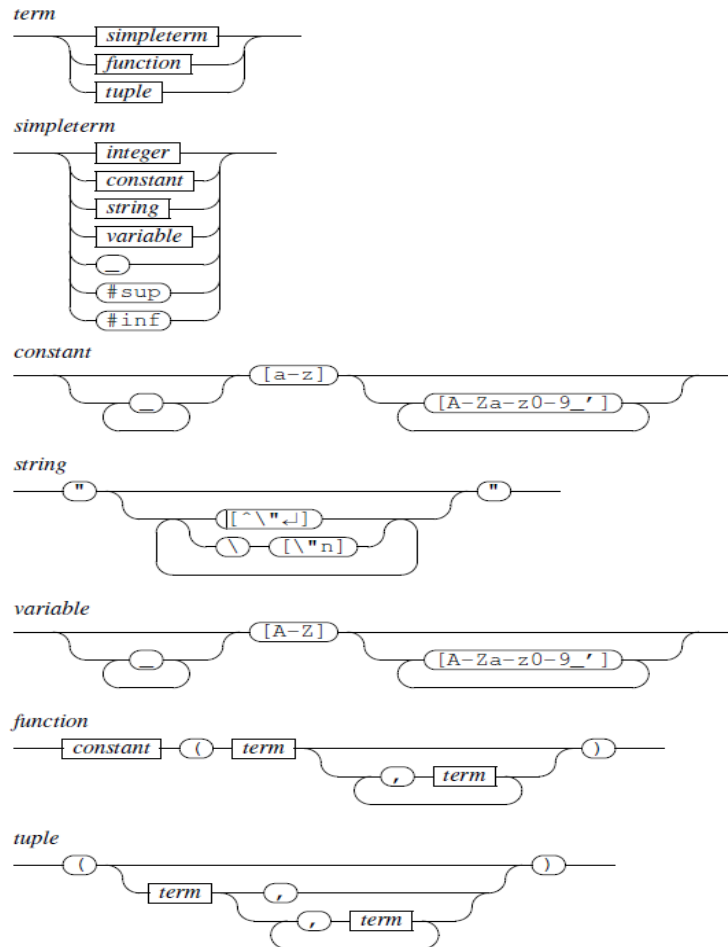 term
simpleterm
function
tuple
simpleterm
integer
constant
string
variable
_
#sup
#inf
constant
[a-z]
_ [A-Za-z0-9_′]
string
" "
[^\"↵]
\ [\"n]
variable
[A-Z]
_ [A-Za-z0-9_′]
function
constant ( term )
, term
tuple
( )
term ,
, term